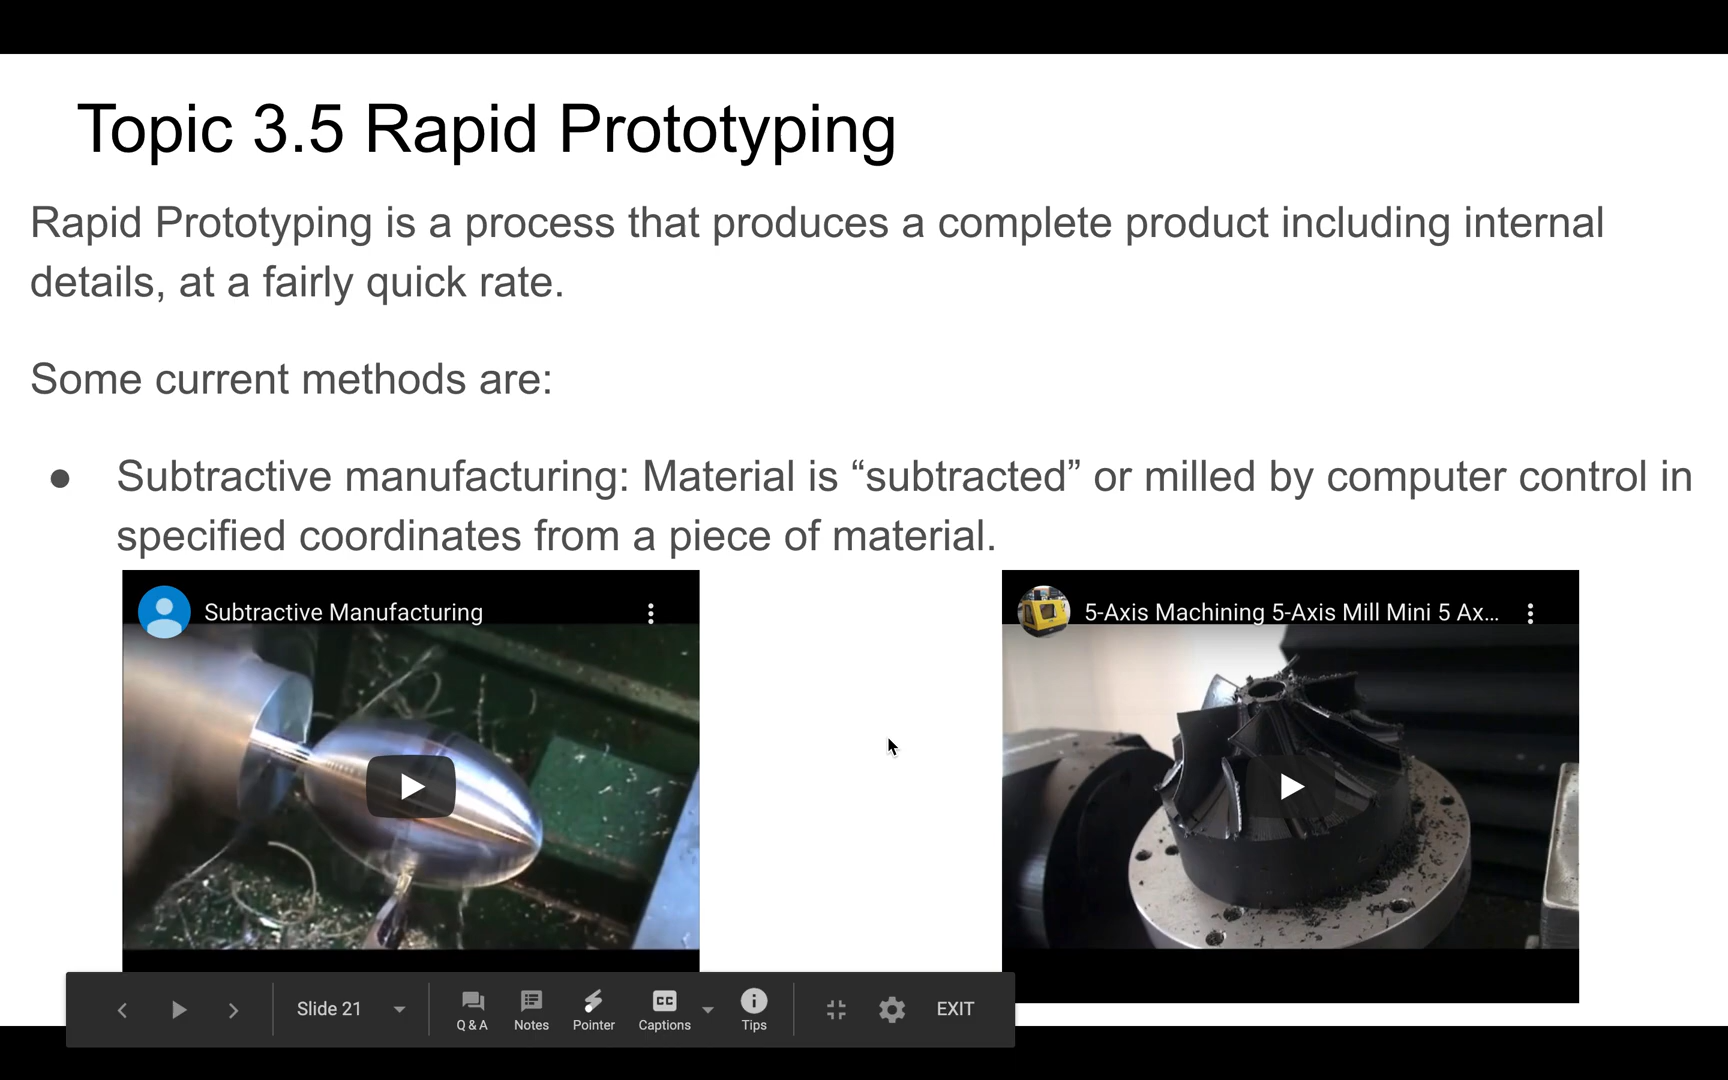 Topic 3.5 Rapid Prototyping
Rapid Prototyping is a process that produces a complete product including internal
details, at a fairly quick rate.
Some current methods are:
● Subtractive manufacturing: Material is “subtracted” or milled by computer control in
specified coordinates from a piece of material.
Subtractive Manufacturing
5-Axis Machining 5-Axis Mill Mini 5 Ax...
Slide 21
Q & A
Notes
Pointer
CC
Captions
Tips
EXIT